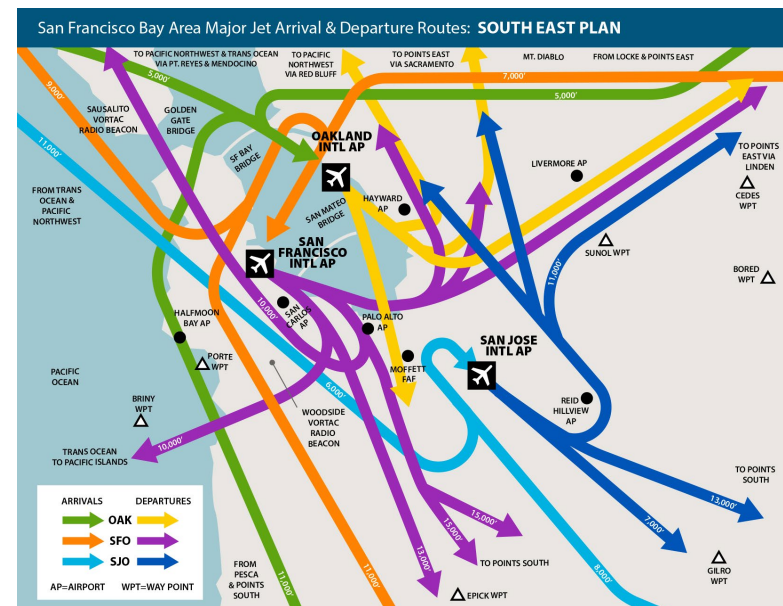 San Francisco Bay Area Major Jet Arrival & Departure Routes: SOUTH EAST PLAN
TO PACIFIC NORTHWEST & TRANS OCEAN
VIA PT. REYES & MENDOCINO
TO PACIFIC
NORTHWEST
VIA RED BLUFF
TO POINTS EAST
VIA SACRAMENTO
MT. DIABLO
FROM LOCKE & POINTS EAST
5,000'
7,000'
9,000'
5,000'
SAUSALITO
VORTAC
RADIO BEACON
GOLDEN
GATE
BRIDGE
SF BAY
BRIDGE
OAKLAND
INTL AP
11,000'
LIVERMORE AP
TO POINTS
EAST VIA
LINDEN
FROM TRANS
OCEAN &
PACIFIC
NORTHWEST
SAN MATEO
BRIDGE
HAYWARD
AP
CEDES
WPT
SAN
FRANCISCO
INTL AP
SUNOL WPT
BORED
WPT
11,000'
10,000'
SAN
CARLOS
AP
HALFMOON
BAY AP
PALO ALTO
AP
SAN JOSE
INTL AP
PORTE
WPT
MOFFETT
FAF
PACIFIC
OCEAN
6,000'
BRINY
WPT
WOODSIDE
VORTAC
RADIO
BEACON
REID
HILLVIEW
AP
10,000'
TRANS OCEAN
TO PACIFIC ISLANDS
TO POINTS
SOUTH
13,000'
7,000'
15,000'
15,000'
13,000'
TO POINTS SOUTH
8,000'
GILRO
WPT
EPICK WPT
FROM
PESCA
& POINTS
SOUTH
11,000'
11,000'
ARRIVALS DEPARTURES
OAK
SFO
SJO
AP=AIRPORT WPT=WAY POINT